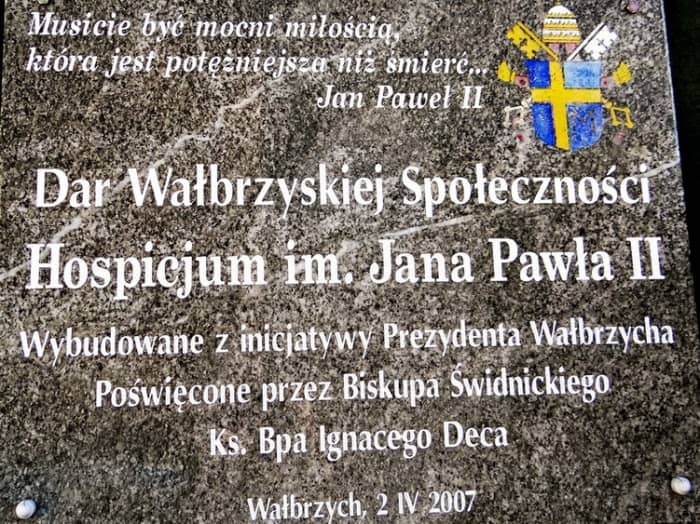 Musicie być mocni miłością,
która jest potężniejsza niż śmierć...
Jan Paweł II
Dar Wałbrzyskiej Społeczności
Hospicjum im. Jana Pawła II
Wybudowane z inicjatywy Prezydenta Wałbrzycha
Poświęcone przez Biskupa Świdnickiego
Ks. Bpa Ignacego Deca
Wałbrzych, 2 IV 2007